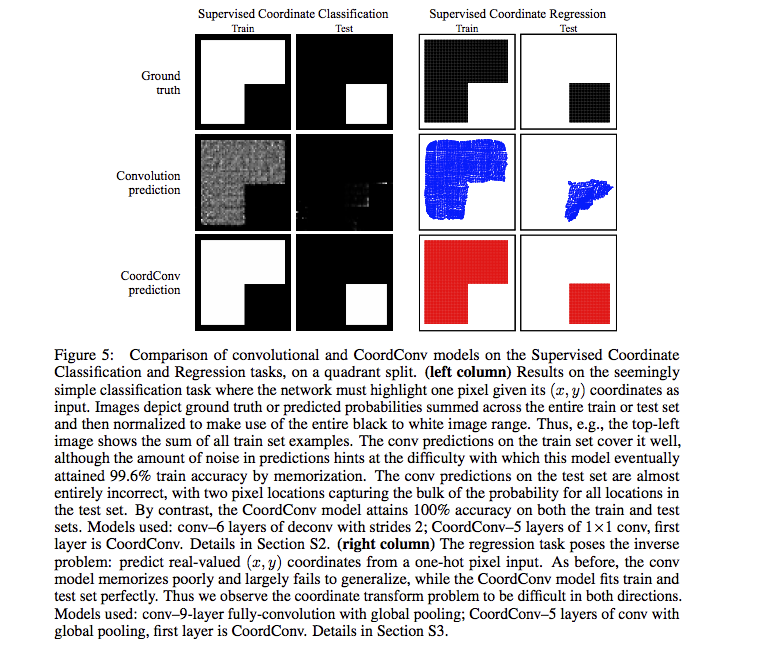 Supervised Coordinate Classification
Supervised Coordinate Regression
Train
Test
Train
Test
Ground
truth
Convolution
prediction
CoordConv
prediction
Figure 5: Comparison of convolutional and CoordConv models on the Supervised Coordinate
Classification and Regression tasks, on a quadrant split. (left column) Results on the seemingly
simple classification task where the network must highlight one pixel given its (x, y) coordinates as
input. Images depict ground truth or predicted probabilities summed across the entire train or test set
and then normalized to make use of the entire black to white image range. Thus, e.g., the top-left
image shows the sum of all train set examples. The conv predictions on the train set cover it well,
although the amount of noise in predictions hints at the difficulty with which this model eventually
attained 99.6% train accuracy by memorization. The conv predictions on the test set are almost
entirely incorrect, with two pixel locations capturing the bulk of the probability for all locations in
the test set. By contrast, the CoordConv model attains 100% accuracy on both the train and test
sets. Models used: conv–6 layers of deconv with strides 2; CoordConv–5 layers of 1×1 conv, first
layer is CoordConv. Details in Section S2. (right column) The regression task poses the inverse
problem: predict real-valued (x, y) coordinates from a one-hot pixel input. As before, the conv
model memorizes poorly and largely fails to generalize, while the CoordConv model fits train and
test set perfectly. Thus we observe the coordinate transform problem to be difficult in both directions.
Models used: conv–9-layer fully-convolution with global pooling; CoordConv–5 layers of conv with
global pooling, first layer is CoordConv. Details in Section S3.